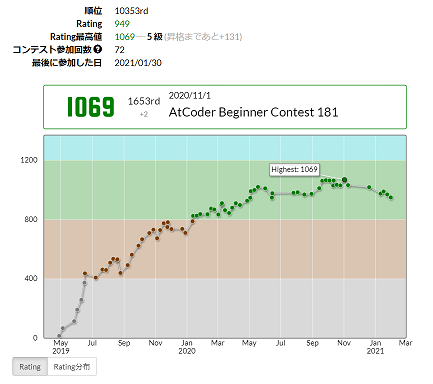 順位 10353rd
Rating 949
Rating最高値 1069 ― 5 級 (昇格まであと+131)
コンテスト参加回数 ? 72
最後に参加した日 2021/01/30
1069 1653rd +2 2020/11/1 AtCoder Beginner Contest 181
Highest: 1069
1200
800
400
0
May 2019 Jul Sep Nov Jan 2020 Mar May Jul Sep Nov Jan 2021 Mar
Rating Rating分布